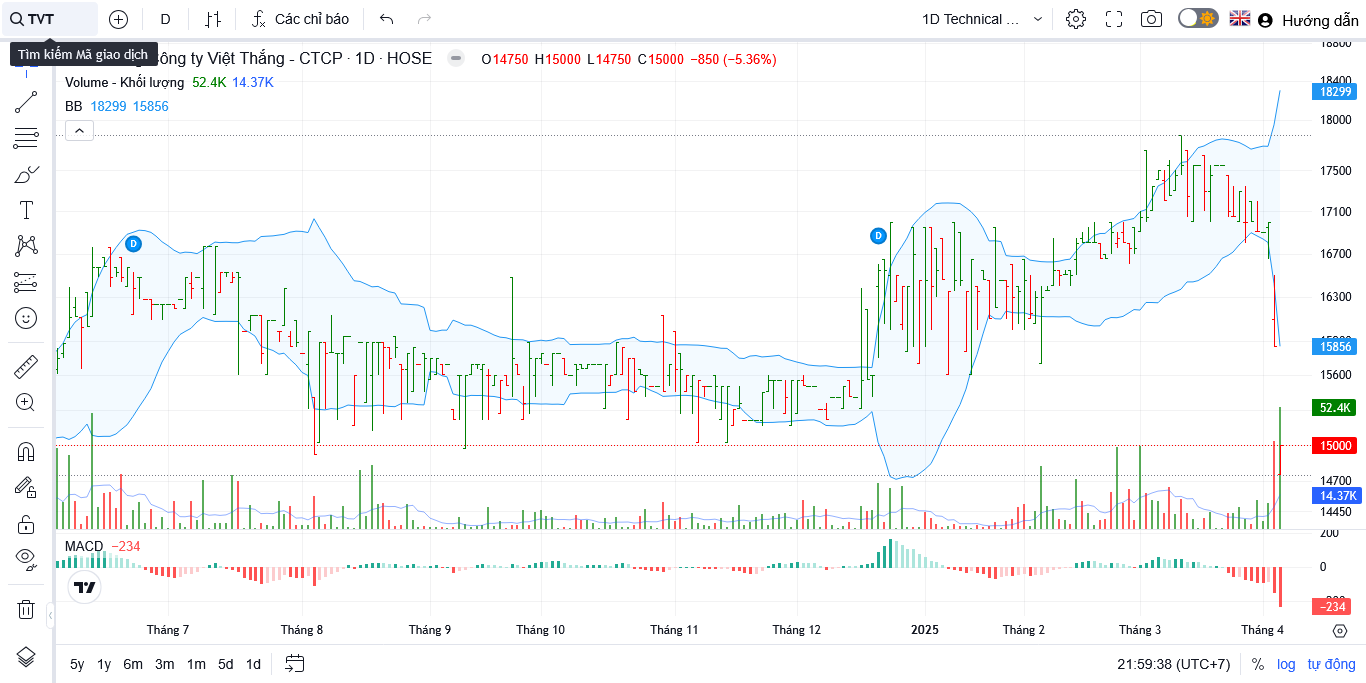 TVT
D
Các chỉ báo
1D Technical ...
Hướng dẫn
Tìm kiếm Mã giao dịch
ông ty Việt Thắng - CTCP · 1D · HOSE
O14750 H15000 L14750 C15000 −850 (−5.36%)
Volume - Khối lượng 52.4K 14.37K
BB 18299 15856
18800
18400
18299
18000
17500
17100
16700
16300
15856
15600
52.4K
15000
14700
14.37K
14450
D
D
MACD −234
200
0
−234
Tháng 7 Tháng 8 Tháng 9 Tháng 10 Tháng 11 Tháng 12 2025 Tháng 2 Tháng 3 Tháng 4
5y 1y 6m 3m 1m 5d 1d
21:59:38 (UTC+7) % log tự động